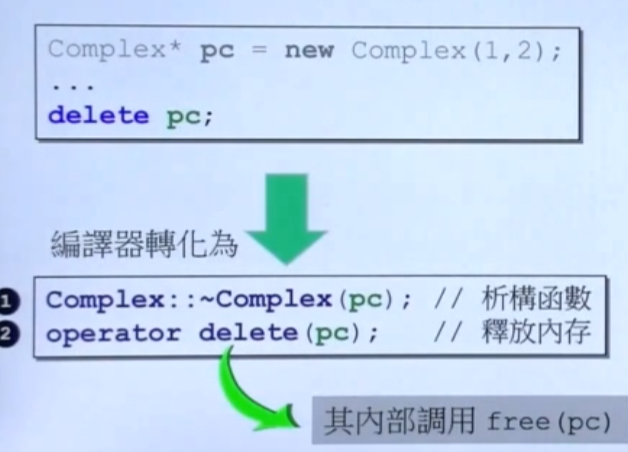 Complex* pc = new Complex(1,2);
...
delete pc;
編譯器轉化為
1 Complex::~Complex(pc); // 析構函數
2 operator delete(pc); // 釋放內存
其內部調用 free(pc)